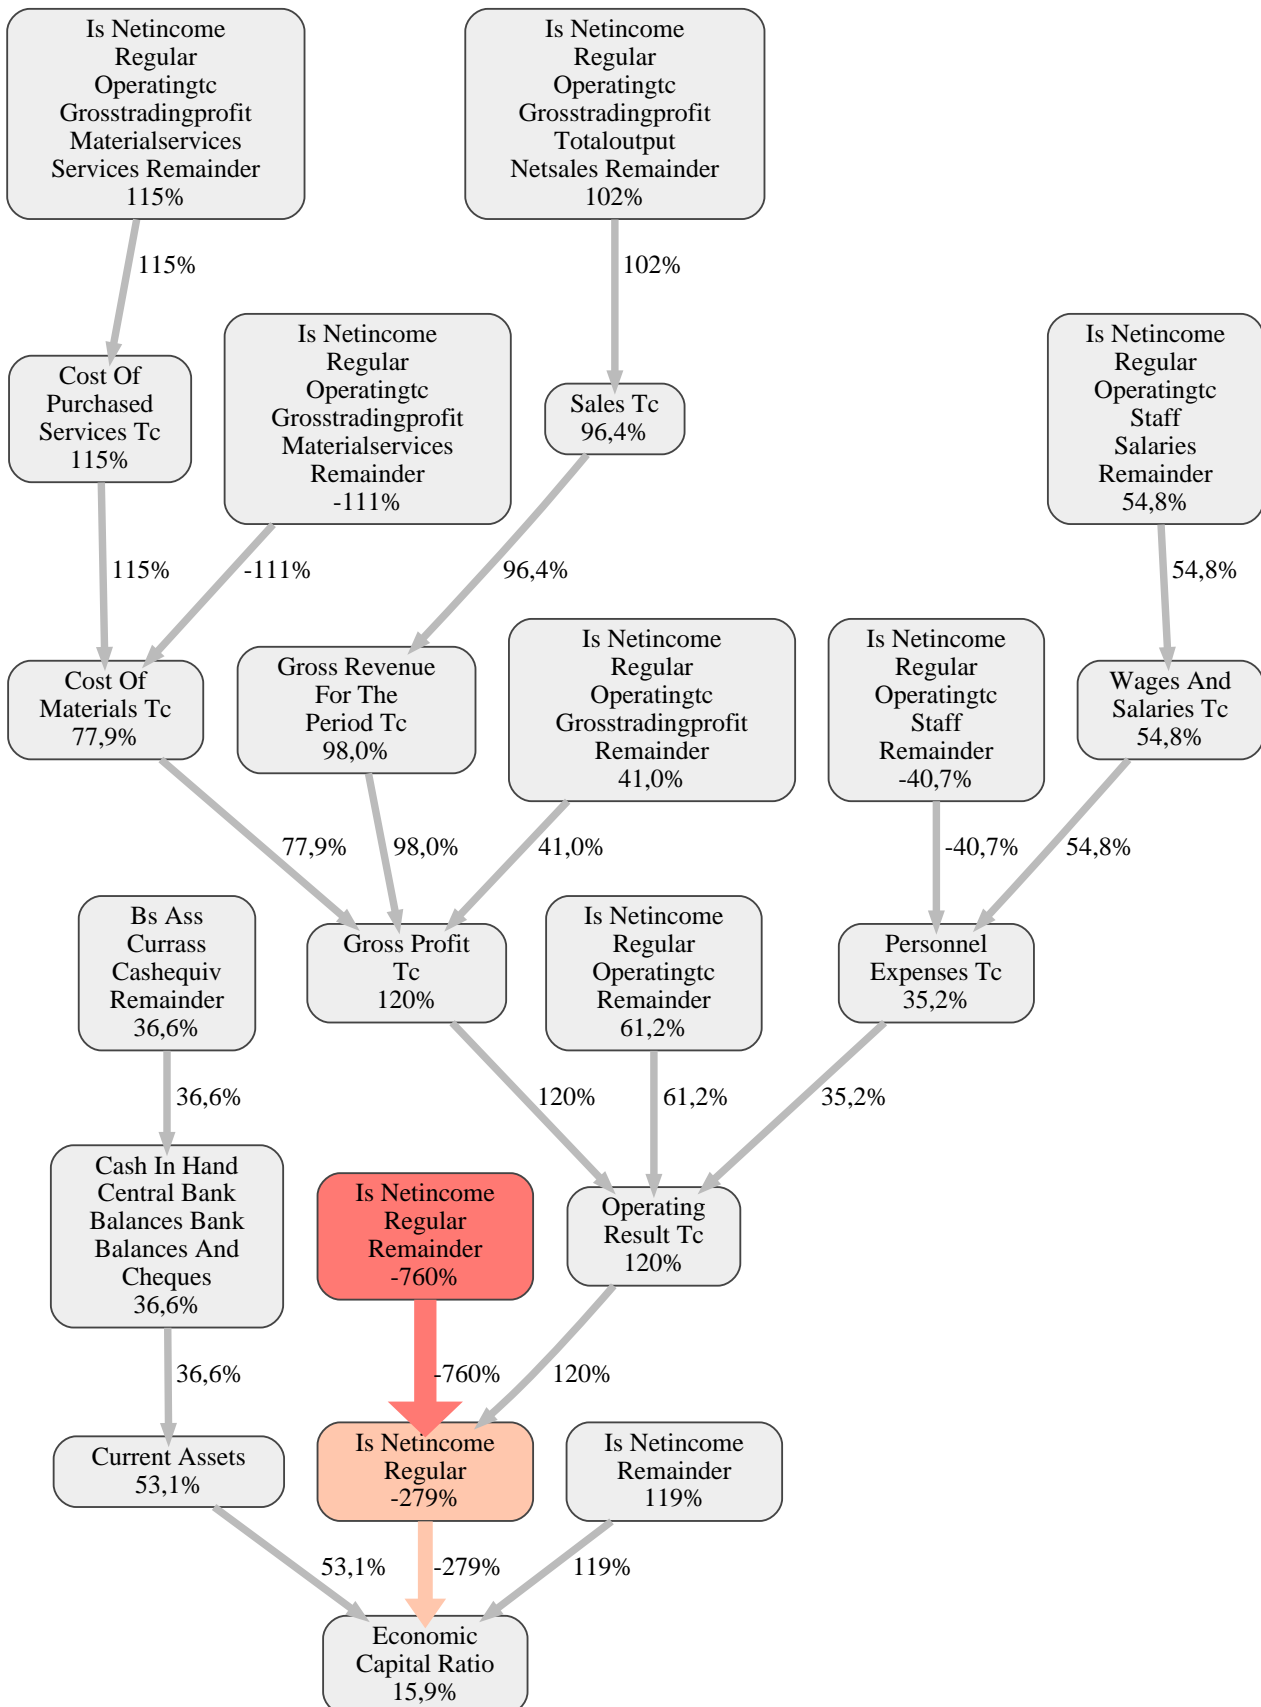 Is Netincome
Regular
Operatingtc
Grosstradingprofit
Materialservices
Services Remainder
115%
Is Netincome
Regular
Operatingtc
Grosstradingprofit
Totaloutput
Netsales Remainder
102%
115%
102%
Cost Of
Purchased
Services Tc
115%
Is Netincome
Regular
Operatingtc
Grosstradingprofit
Materialservices
Remainder
-111%
Sales Tc
96,4%
Is Netincome
Regular
Operatingtc
Staff
Salaries
Remainder
54,8%
115%
-111%
96,4%
54,8%
Cost Of
Materials Tc
77,9%
Gross Revenue
For The
Period Tc
98,0%
Is Netincome
Regular
Operatingtc
Grosstradingprofit
Remainder
41,0%
Is Netincome
Regular
Operatingtc
Staff
Remainder
-40,7%
Wages And
Salaries Tc
54,8%
77,9%
98,0%
41,0%
-40,7%
54,8%
Bs Ass
Currass
Cashequiv
Remainder
36,6%
Gross Profit
Tc
120%
Is Netincome
Regular
Operatingtc
Remainder
61,2%
Personnel
Expenses Tc
35,2%
36,6%
120%
61,2%
35,2%
Cash In Hand
Central Bank
Balances Bank
Balances And
Cheques
36,6%
Is Netincome
Regular
Remainder
-760%
Operating
Result Tc
120%
36,6%
-760%
120%
Current Assets
53,1%
Is Netincome
Regular
-279%
Is Netincome
Remainder
119%
53,1%
-279%
119%
Economic
Capital Ratio
15,9%